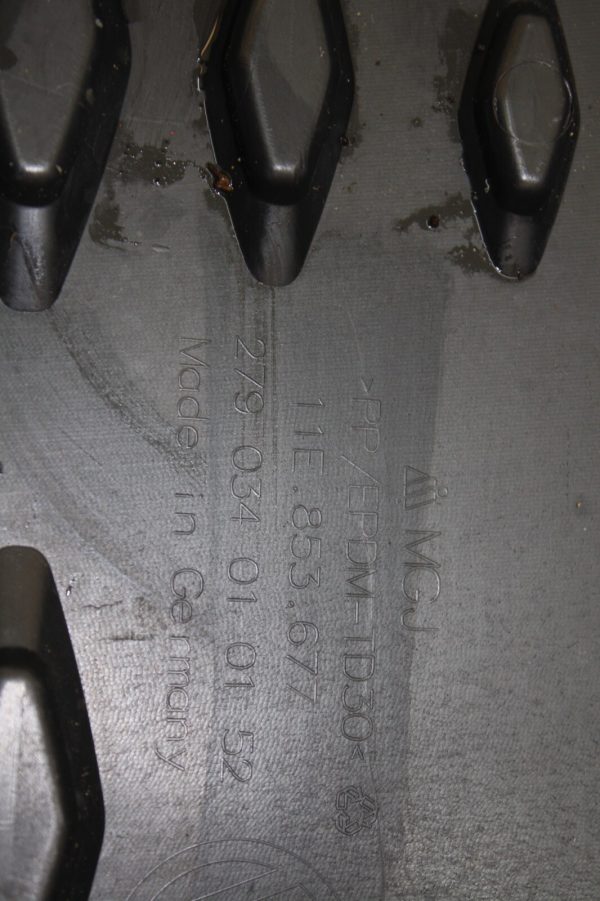 MGJ
>PP/EPDM-TD30<
11E.853.677
279 034 01 01 52
Made in Germany